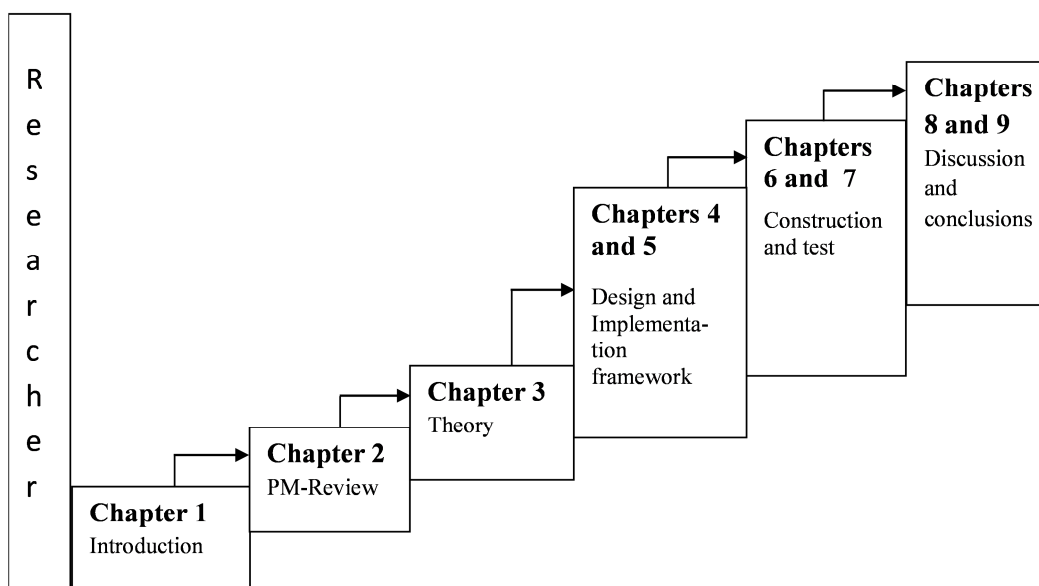 R
e
s
e
a
r
c
h
e
r
Chapter 1
Introduction
Chapter 2
PM-Review
Chapter 3
Theory
Chapters 4
and 5
Design and
Implementa-
tion
framework
Chapters
6 and 7
Construction
and test
Chapters
8 and 9
Discussion
and
conclusions